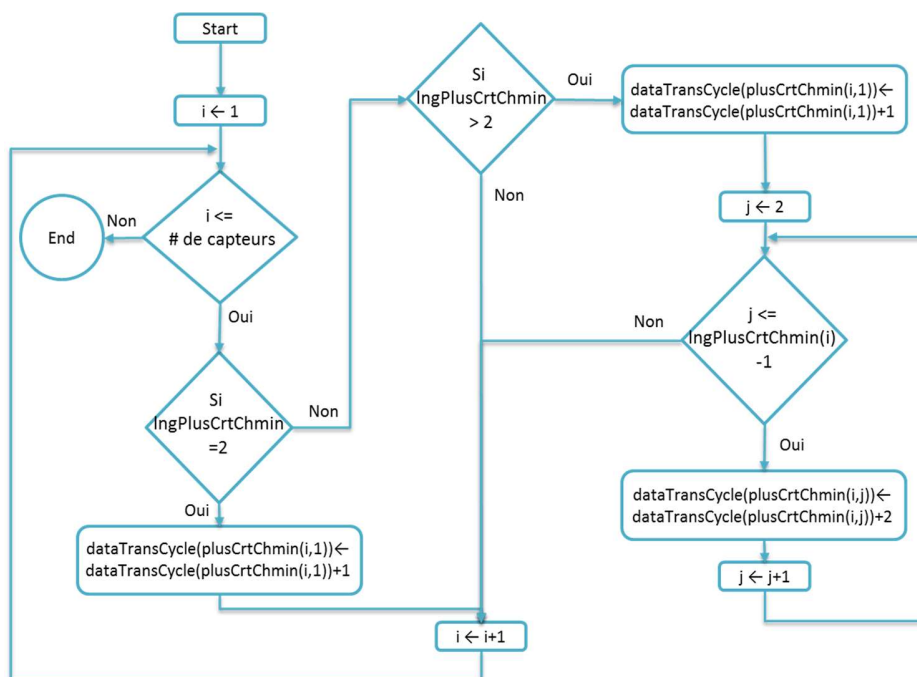 Start
i ← 1
i <=
# de capteurs
Non
End
Oui
Si
lngPlusCrtChmin
=2
Non
Oui
dataTransCycle(plusCrtChmin(i,1))←
dataTransCycle(plusCrtChmin(i,1))+1
Si
lngPlusCrtChmin
> 2
Oui
Non
dataTransCycle(plusCrtChmin(i,1))←
dataTransCycle(plusCrtChmin(i,1))+1
j ← 2
j <=
lngPlusCrtChmin(i)
-1
Non
Oui
dataTransCycle(plusCrtChmin(i,j))←
dataTransCycle(plusCrtChmin(i,j))+2
j ← j+1
i ← i+1